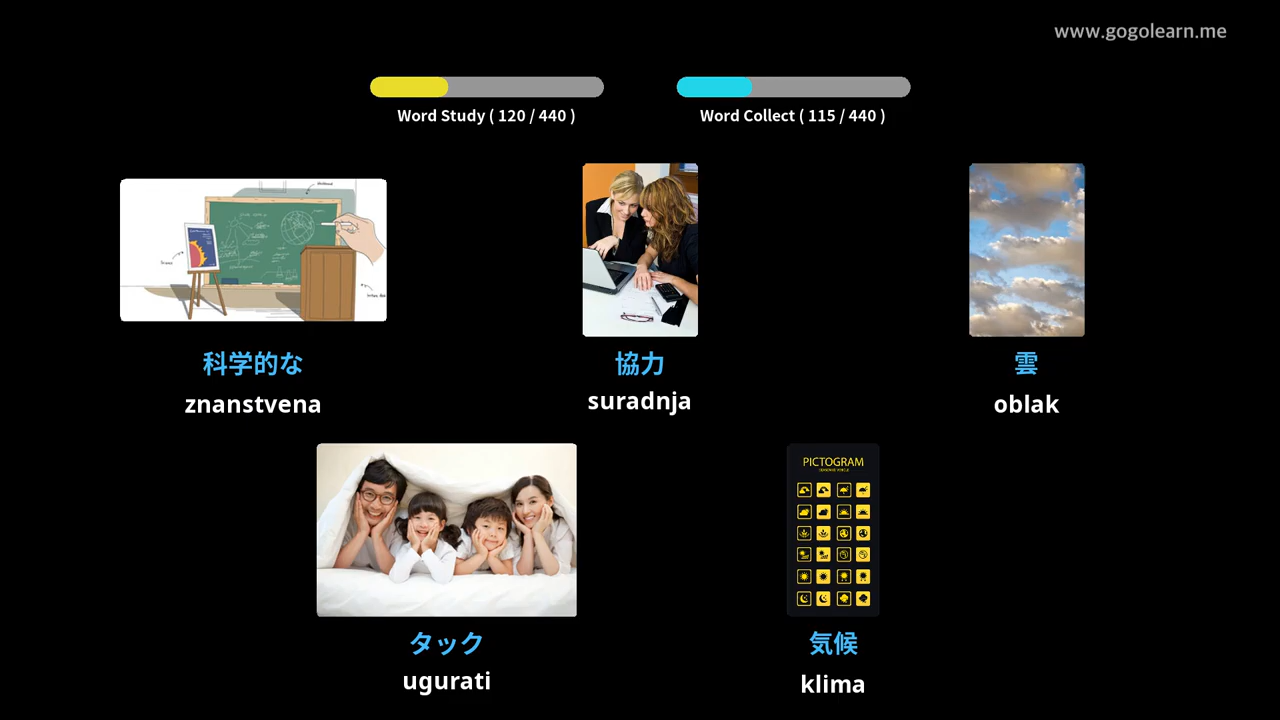 www.gogolearn.me
Word Study ( 120 / 440 )
Word Collect ( 115 / 440 )
科学的な
znanstvena
協力
suradnja
雲
oblak
PICTOGRAM
タック
ugurati
気候
klima